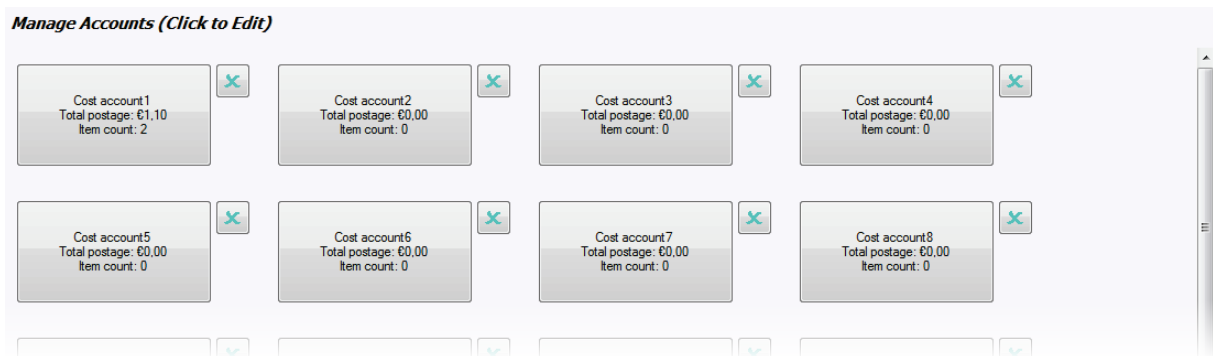 Manage Accounts (Click to Edit)
Cost account1
Total postage: €1,10
Item count: 2
Cost account2
Total postage: €0,00
Item count: 0
Cost account3
Total postage: €0,00
Item count: 0
Cost account4
Total postage: €0,00
Item count: 0
Cost account5
Total postage: €0,00
Item count: 0
Cost account6
Total postage: €0,00
Item count: 0
Cost account7
Total postage: €0,00
Item count: 0
Cost account8
Total postage: €0,00
Item count: 0